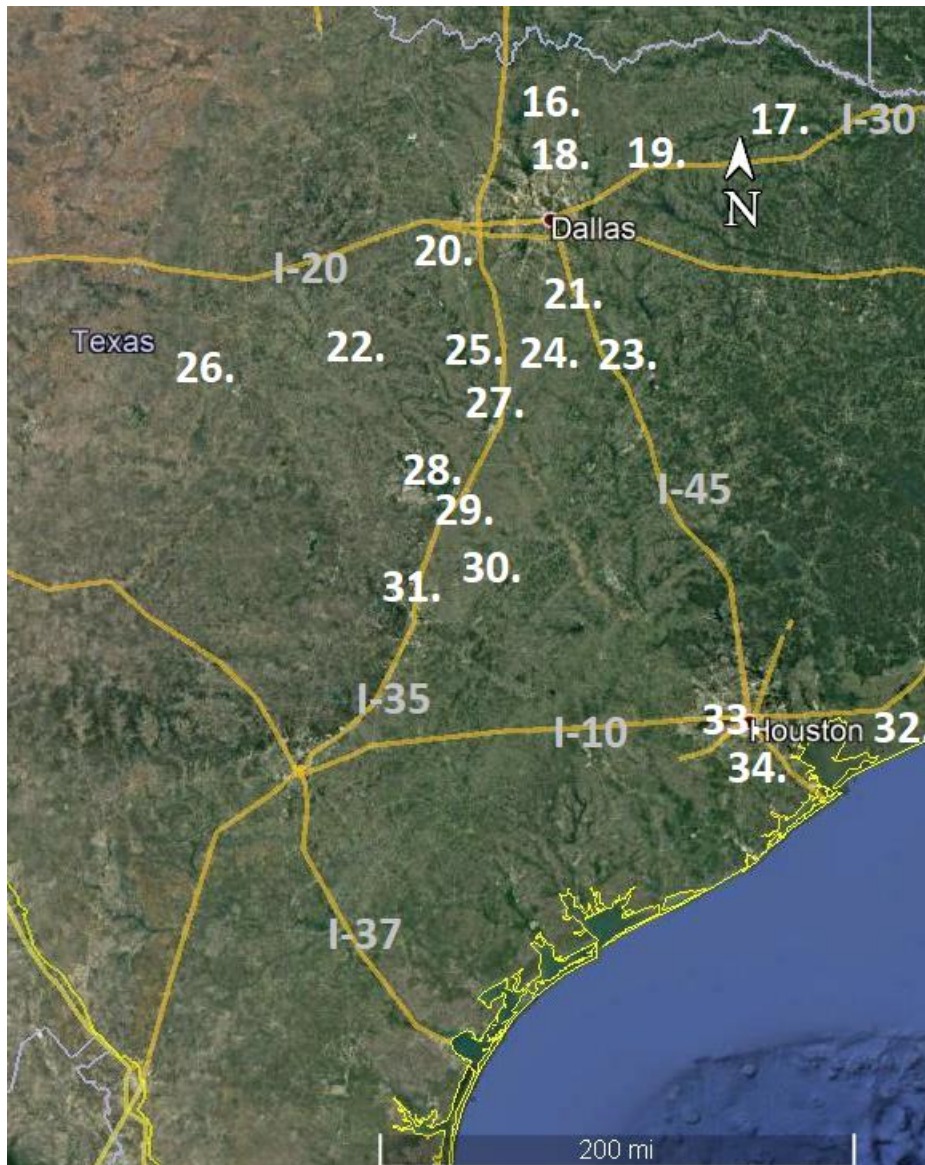 16.
17.
I-30
18.
19.
N
Dallas
20.
I-20
21.
Texas
22.
25.
24.
23.
26.
27.
28.
I-45
29.
30.
31.
I-35
33.
Houston
32.
I-10
34.
I-37
200 mi